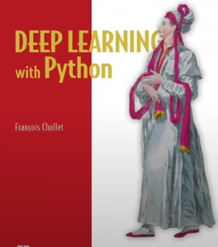 DEEP LEARNING
with Python
François Chollet